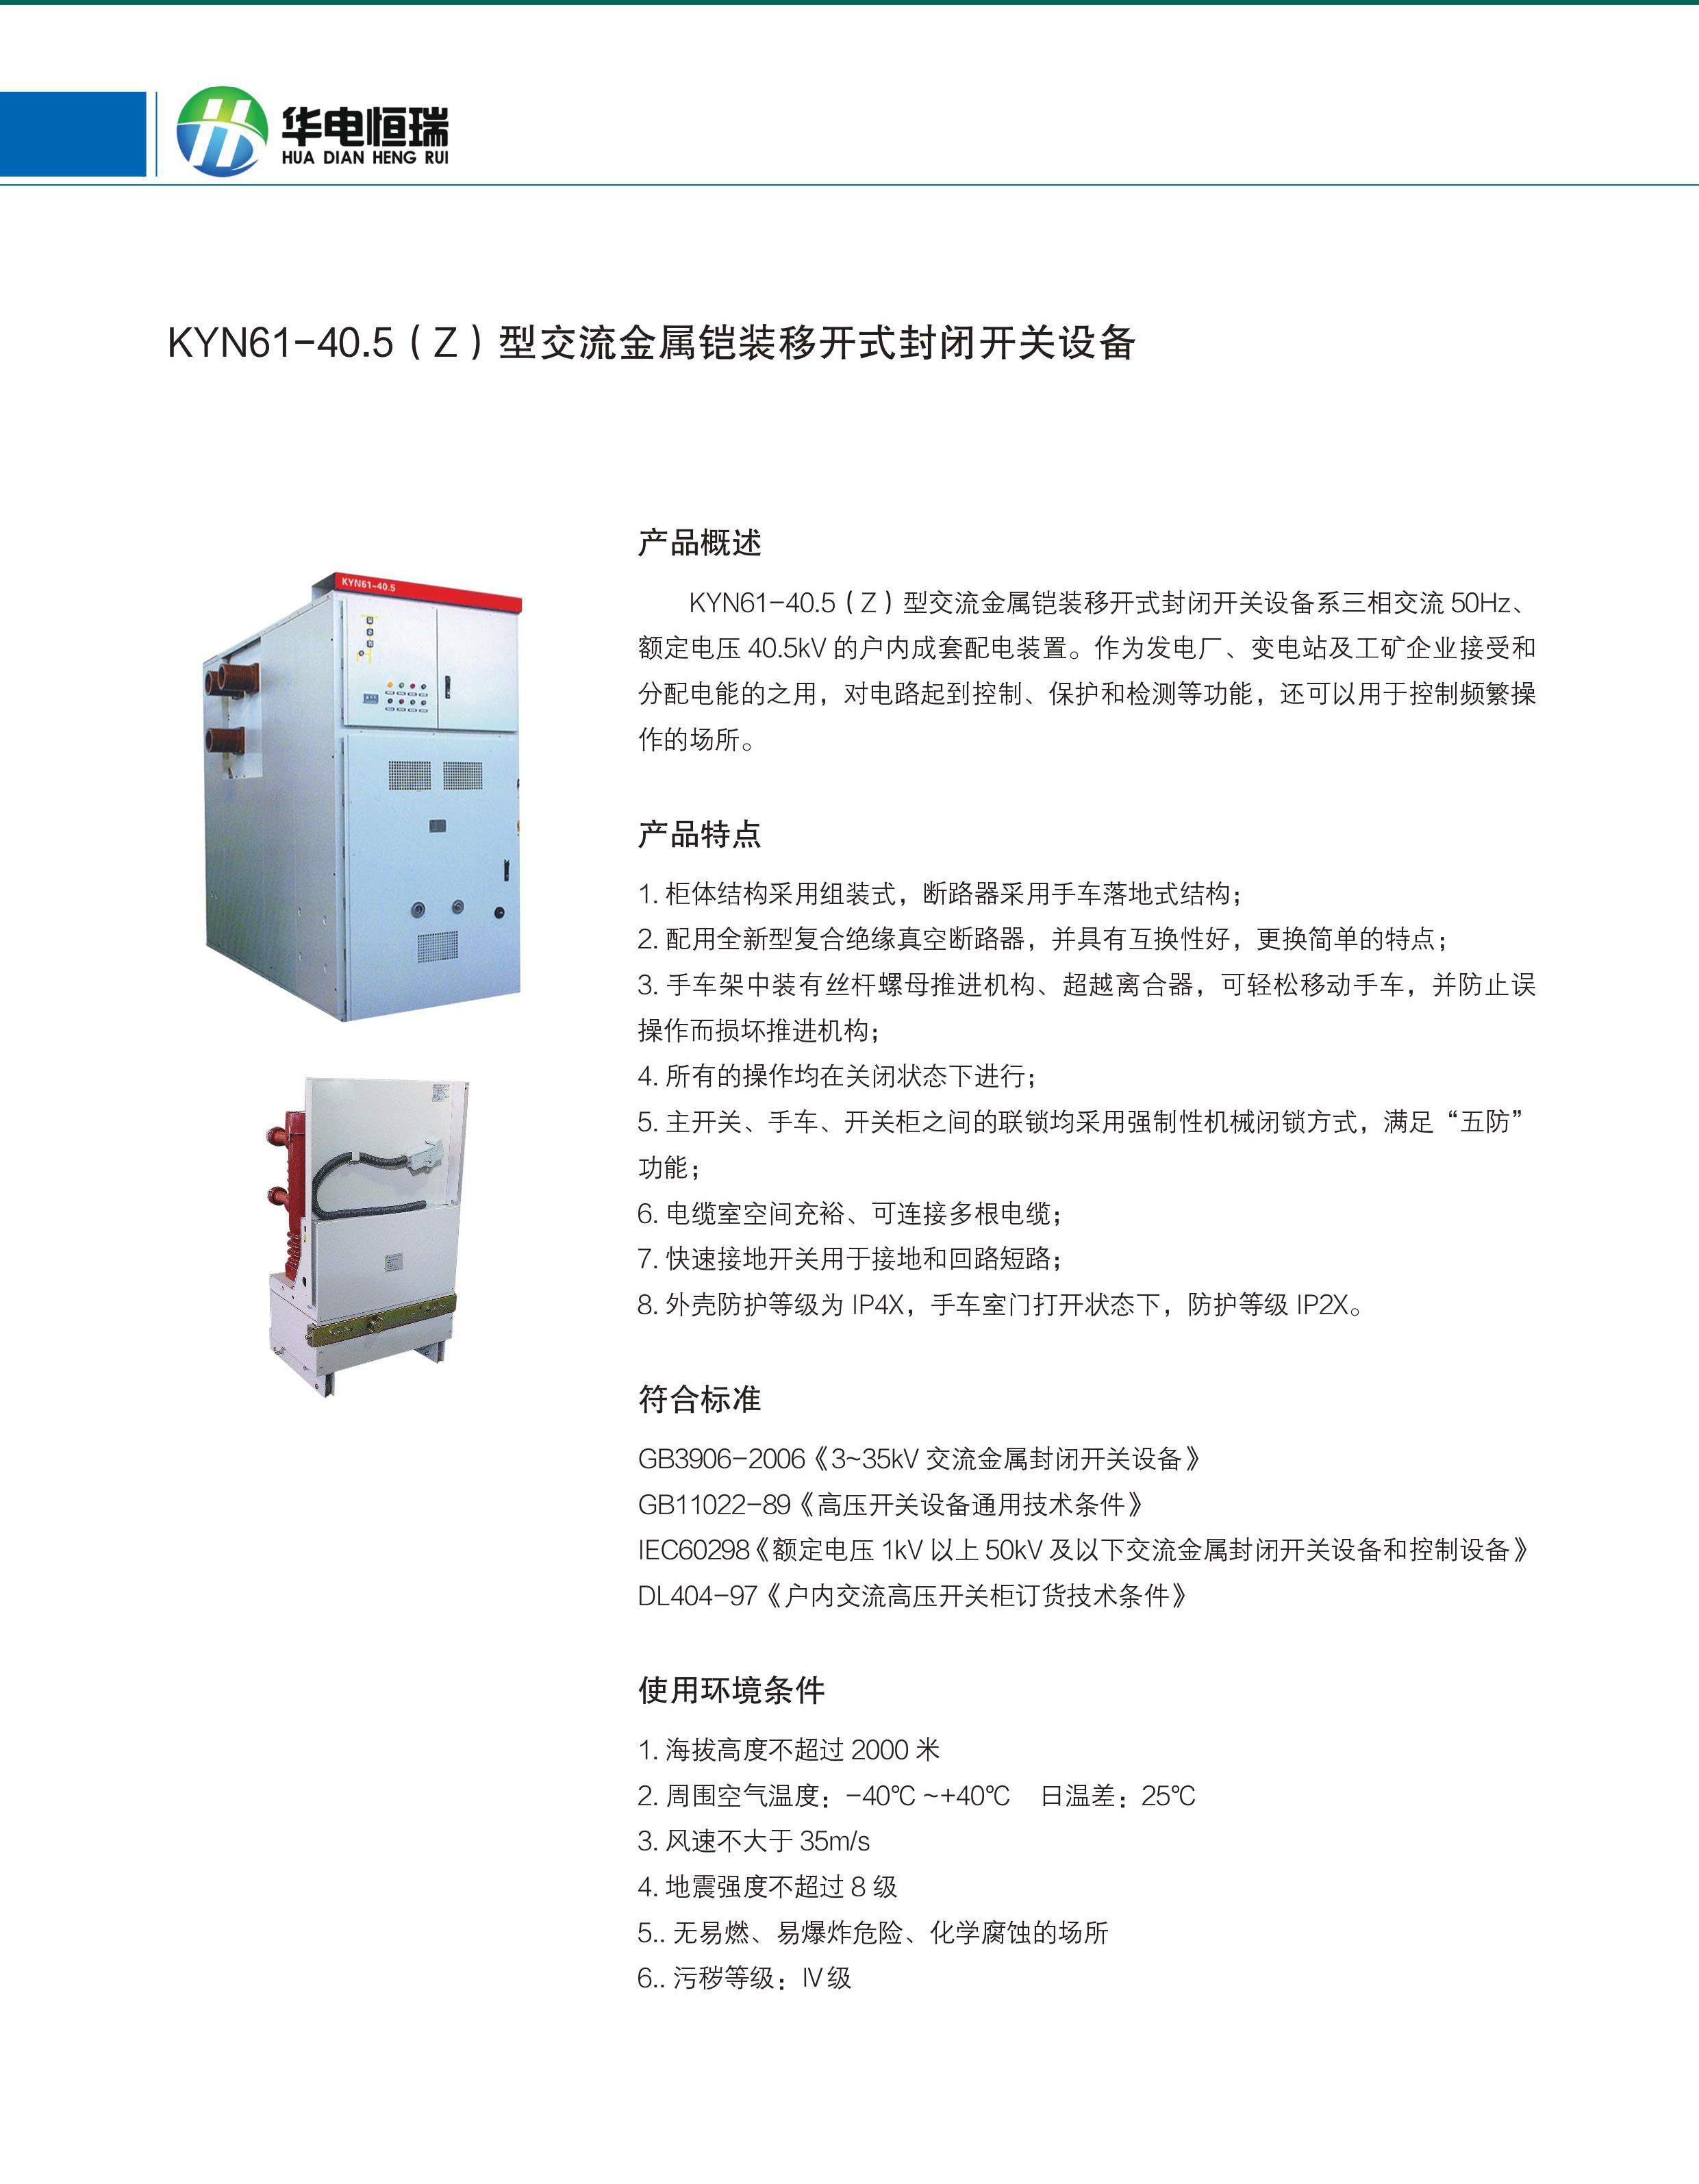 华电恒瑞
HUA DIAN HENG RUI
KYN61-40.5（Z）型交流金属铠装移开式封闭开关设备
KYN61-40.5
产品概述
KYN61-40.5（Z）型交流金属铠装移开式封闭开关设备系三相交流 50Hz、
额定电压 40.5kV 的户内成套配电装置。作为发电厂、变电站及工矿企业接受和
分配电能的之用，对电路起到控制、保护和检测等功能，还可以用于控制频繁操
作的场所。
产品特点
1. 柜体结构采用组装式，断路器采用手车落地式结构；
2. 配用全新型复合绝缘真空断路器，并具有互换性好，更换简单的特点；
3. 手车架中装有丝杆螺母推进机构、超越离合器，可轻松移动手车，并防止误
操作而损坏推进机构；
4. 所有的操作均在关闭状态下进行；
5. 主开关、手车、开关柜之间的联锁均采用强制性机械闭锁方式，满足“五防”
功能；
6. 电缆室空间充裕、可连接多根电缆；
7. 快速接地开关用于接地和回路短路；
8. 外壳防护等级为 IP4X，手车室门打开状态下，防护等级 IP2X。
符合标准
GB3906-2006《3~35kV 交流金属封闭开关设备》
GB11022-89《高压开关设备通用技术条件》
IEC60298《额定电压 1kV 以上 50kV 及以下交流金属封闭开关设备和控制设备》
DL404-97《户内交流高压开关柜订货技术条件》
使用环境条件
1. 海拔高度不超过 2000 米
2. 周围空气温度：-40℃ ~+40℃　日温差：25℃
3. 风速不大于 35m/s
4. 地震强度不超过 8 级
5.. 无易燃、易爆炸危险、化学腐蚀的场所
6.. 污秽等级：Ⅳ 级